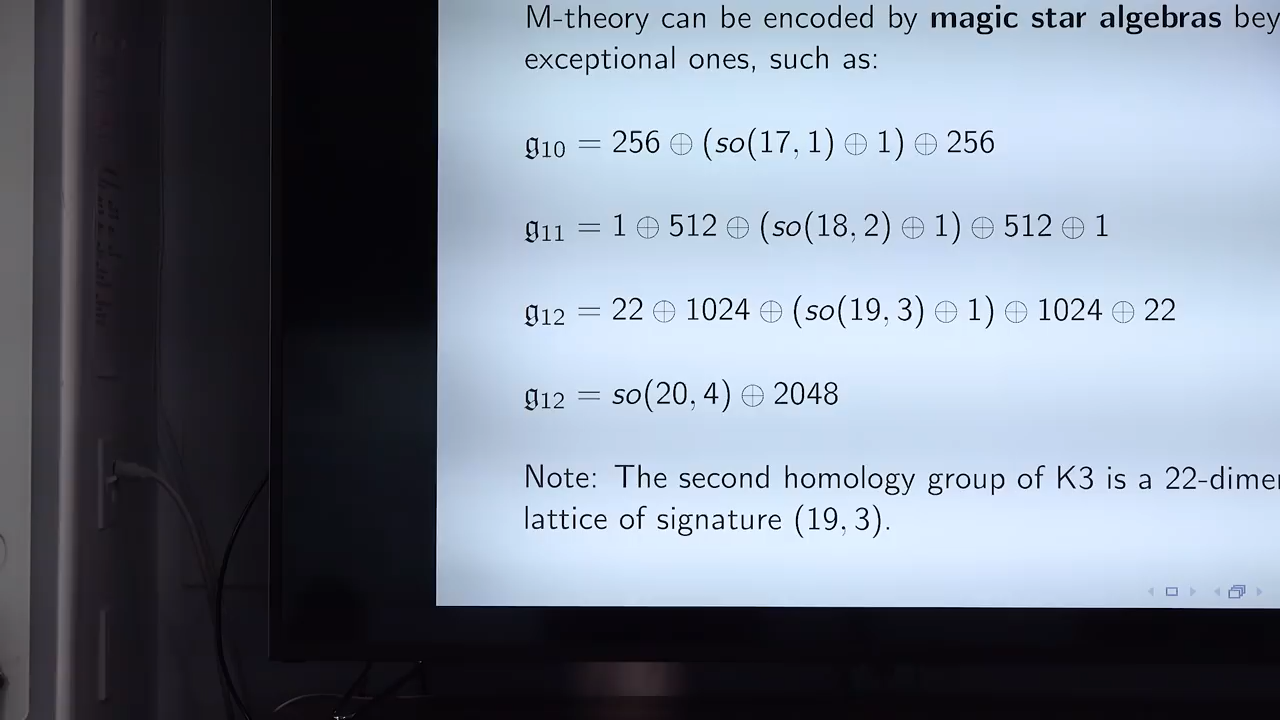 M-theory can be encoded by magic star algebras
exceptional ones, such as:
𝔤₁₀ = 256 ⊕ (so(17, 1) ⊕ 1) ⊕ 256
𝔤₁₁ = 1 ⊕ 512 ⊕ (so(18, 2) ⊕ 1) ⊕ 512 ⊕ 1
𝔤₁₂ = 22 ⊕ 1024 ⊕ (so(19, 3) ⊕ 1) ⊕ 1024 ⊕ 22
𝔤₁₂ = so(20, 4) ⊕ 2048
Note: The second homology group of K3 is a
lattice of signature (19, 3).